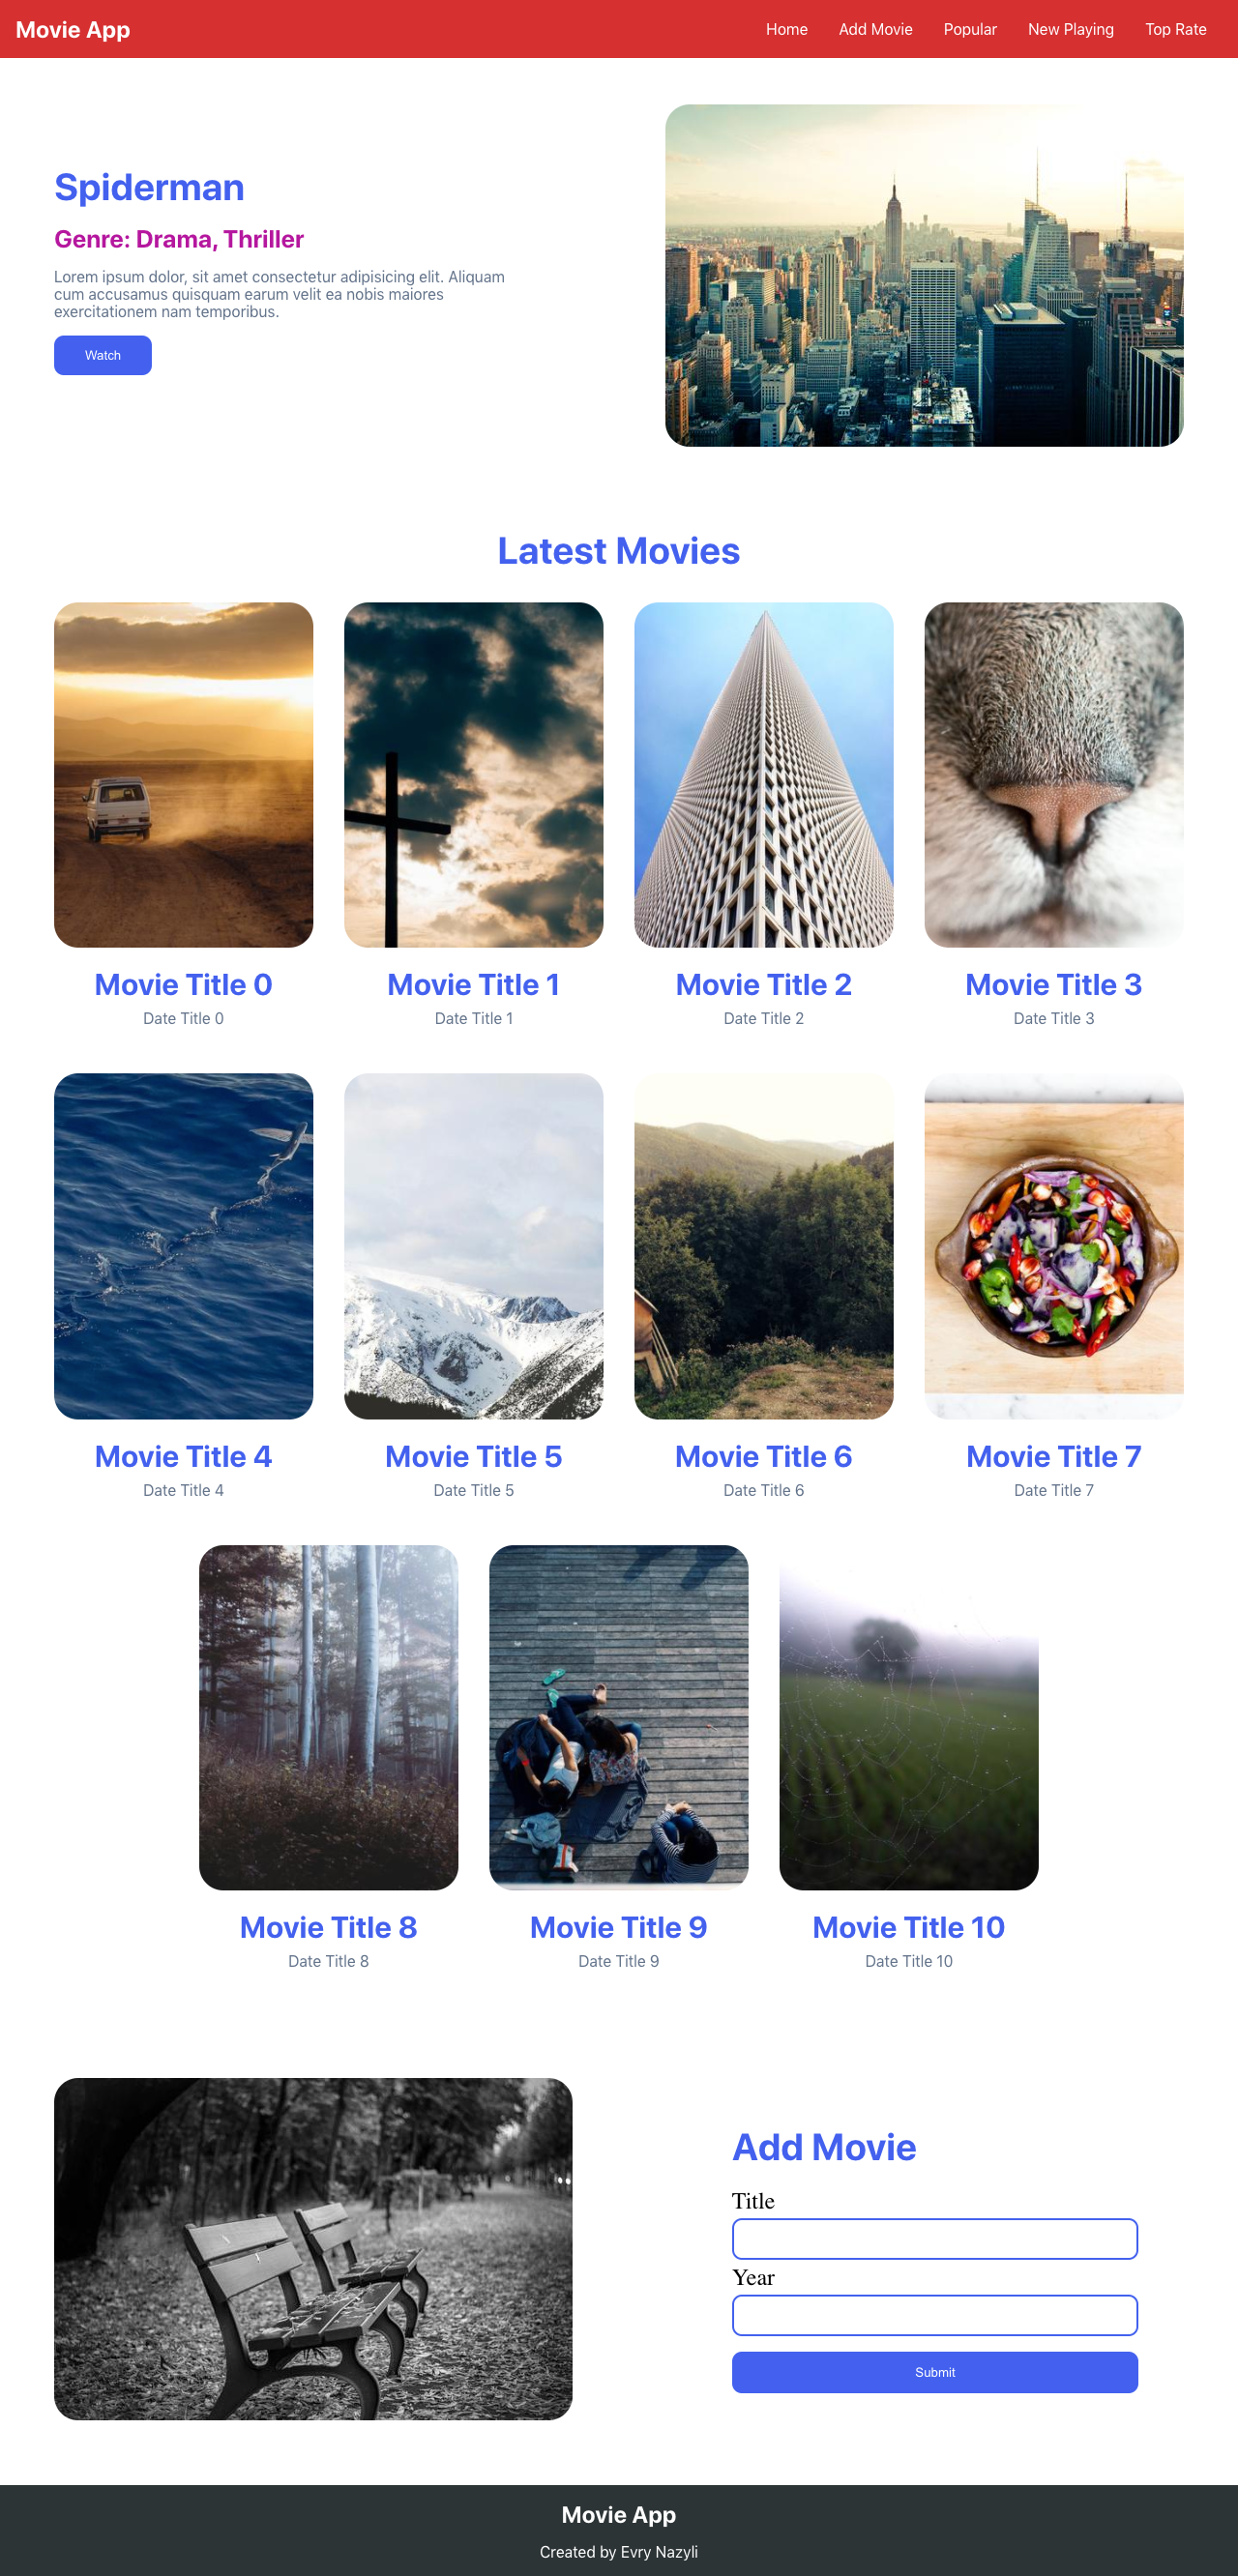 Movie App
Home
Add Movie
Popular
New Playing
Top Rate
Spiderman
Genre: Drama, Thriller
Lorem ipsum dolor, sit amet consectetur adipisicing elit. Aliquam
cum accusamus quisquam earum velit ea nobis maiores
exercitationem nam temporibus.
Watch
Latest Movies
Movie Title 0
Date Title 0
Movie Title 1
Date Title 1
Movie Title 2
Date Title 2
Movie Title 3
Date Title 3
Movie Title 4
Date Title 4
Movie Title 5
Date Title 5
Movie Title 6
Date Title 6
Movie Title 7
Date Title 7
Movie Title 8
Date Title 8
Movie Title 9
Date Title 9
Movie Title 10
Date Title 10
Add Movie
Title
Year
Submit
Movie App
Created by Evry Nazyli